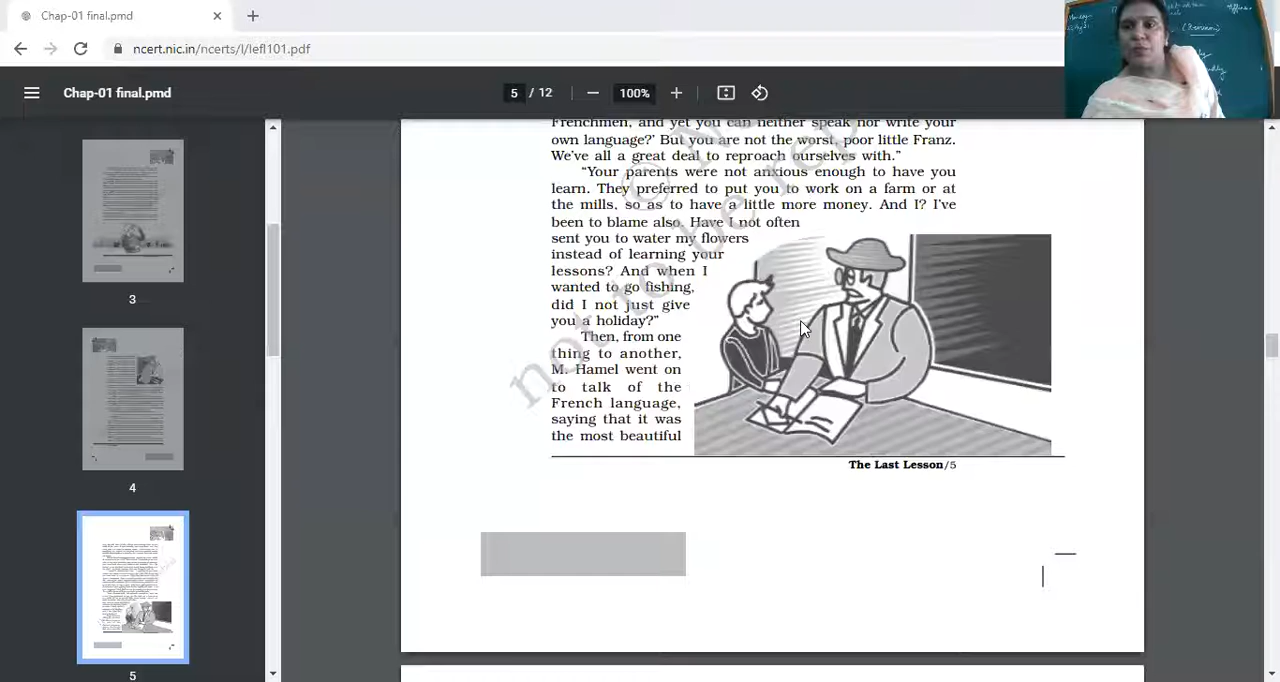 Chap-01 final.pmd
ncert.nic.in/ncerts/l/lefl101.pdf
Chap-01 final.pmd
5 / 12
100%
3
4
5
Frenchmen, and yet you can neither speak nor write your
own language?' But you are not the worst, poor little Franz.
We've all a great deal to reproach ourselves with."
"Your parents were not anxious enough to have you
learn. They preferred to put you to work on a farm or at
the mills, so as to have a little more money. And I? I've
been to blame also. Have I not often
sent you to water my flowers
instead of learning your
lessons? And when I
wanted to go fishing,
did I not just give
you a holiday?"
Then, from one
thing to another,
M. Hamel went on
to talk of the
French language,
saying that it was
the most beautiful
The Last Lesson/5
not to be rep